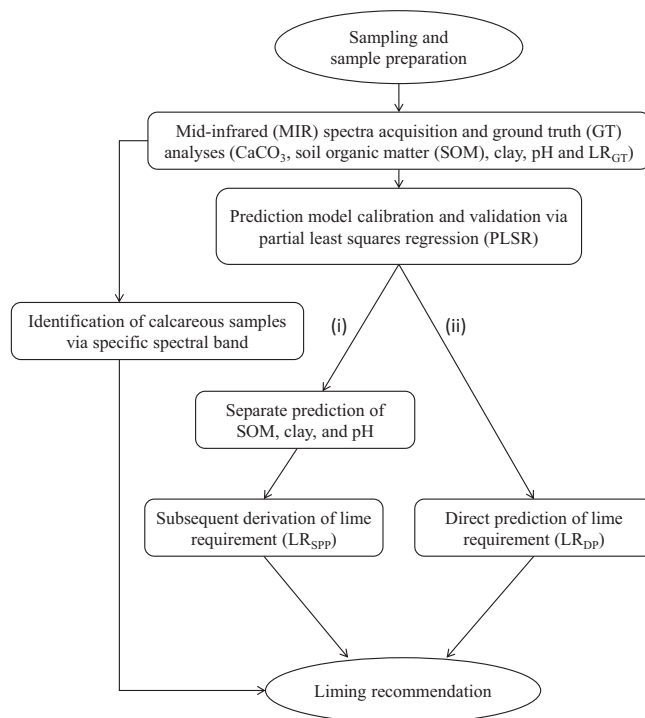 Sampling and
sample preparation
Mid-infrared (MIR) spectra acquisition and ground truth (GT)
analyses (CaCO₃, soil organic matter (SOM), clay, pH and LR_GT)
Prediction model calibration and validation via
partial least squares regression (PLSR)
(i)
(ii)
Identification of calcareous samples
via specific spectral band
Separate prediction of
SOM, clay, and pH
Subsequent derivation of lime
requirement (LR_SPP)
Direct prediction of lime
requirement (LR_DP)
Liming recommendation